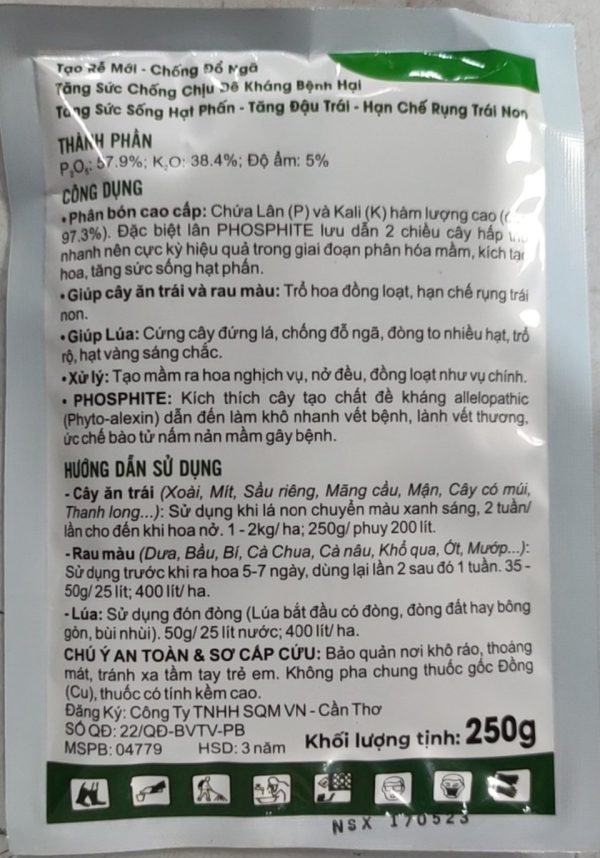 Tạo Rễ Mới - Chống Đổ Ngã
Tăng Sức Chống Chịu Đề Kháng Bệnh Hại
Tăng Sức Sống Hạt Phấn - Tăng Đậu Trái - Hạn Chế Rụng Trái Non
THÀNH PHẦN
P₂O₅: 57.9%; K₂O: 38.4%; Độ ẩm: 5%
CÔNG DỤNG
• Phân bón cao cấp: Chứa Lân (P) và Kali (K) hàm lượng cao (
97.3%). Đặc biệt lân PHOSPHITE lưu dẫn 2 chiều cây hấp
nhanh nên cực kỳ hiệu quả trong giai đoạn phân hóa mầm, kích tạo
hoa, tăng sức sống hạt phấn.
• Giúp cây ăn trái và rau màu: Trổ hoa đồng loạt, hạn chế rụng trái
non.
• Giúp Lúa: Cứng cây đứng lá, chống đỗ ngã, đòng to nhiều hạt, trổ
rộ, hạt vàng sáng chắc.
• Xử lý: Tạo mầm ra hoa nghịch vụ, nở đều, đồng loạt như vụ chính.
• PHOSPHITE: Kích thích cây tạo chất đề kháng allelopathic
(Phyto-alexin) dẫn đến làm khô nhanh vết bệnh, lành vết thương,
ức chế bào tử nấm nản mầm gây bệnh.
HƯỚNG DẪN SỬ DỤNG
- Cây ăn trái (Xoài, Mít, Sầu riêng, Mãng cầu, Mận, Cây có múi,
Thanh long...): Sử dụng khi lá non chuyển màu xanh sáng, 2 tuần/
lần cho đến khi hoa nở. 1 - 2kg/ ha; 250g/ phuy 200 lít.
- Rau màu (Dưa, Bầu, Bí, Cà Chua, Cà nâu, Khổ qua, Ớt, Mướp...):
Sử dụng trước khi ra hoa 5-7 ngày, dùng lại lần 2 sau đó 1 tuần. 35 -
50g/ 25 lít; 400 lít/ ha.
- Lúa: Sử dụng đón đòng (Lúa bắt đầu có đòng, đòng đất hay bông
gòn, bùi nhùi). 50g/ 25 lít nước; 400 lít/ ha.
CHÚ Ý AN TOÀN & SƠ CẤP CỨU: Bảo quản nơi khô ráo, thoáng
mát, tránh xa tầm tay trẻ em. Không pha chung thuốc gốc Đồng
(Cu), thuốc có tính kềm cao.
Đăng Ký: Công Ty TNHH SQM VN - Cần Thơ
SỐ QĐ: 22/QĐ-BVTV-PB
MSPB: 04779 HSD: 3 năm Khối lượng tịnh: 250g
NSX 170523